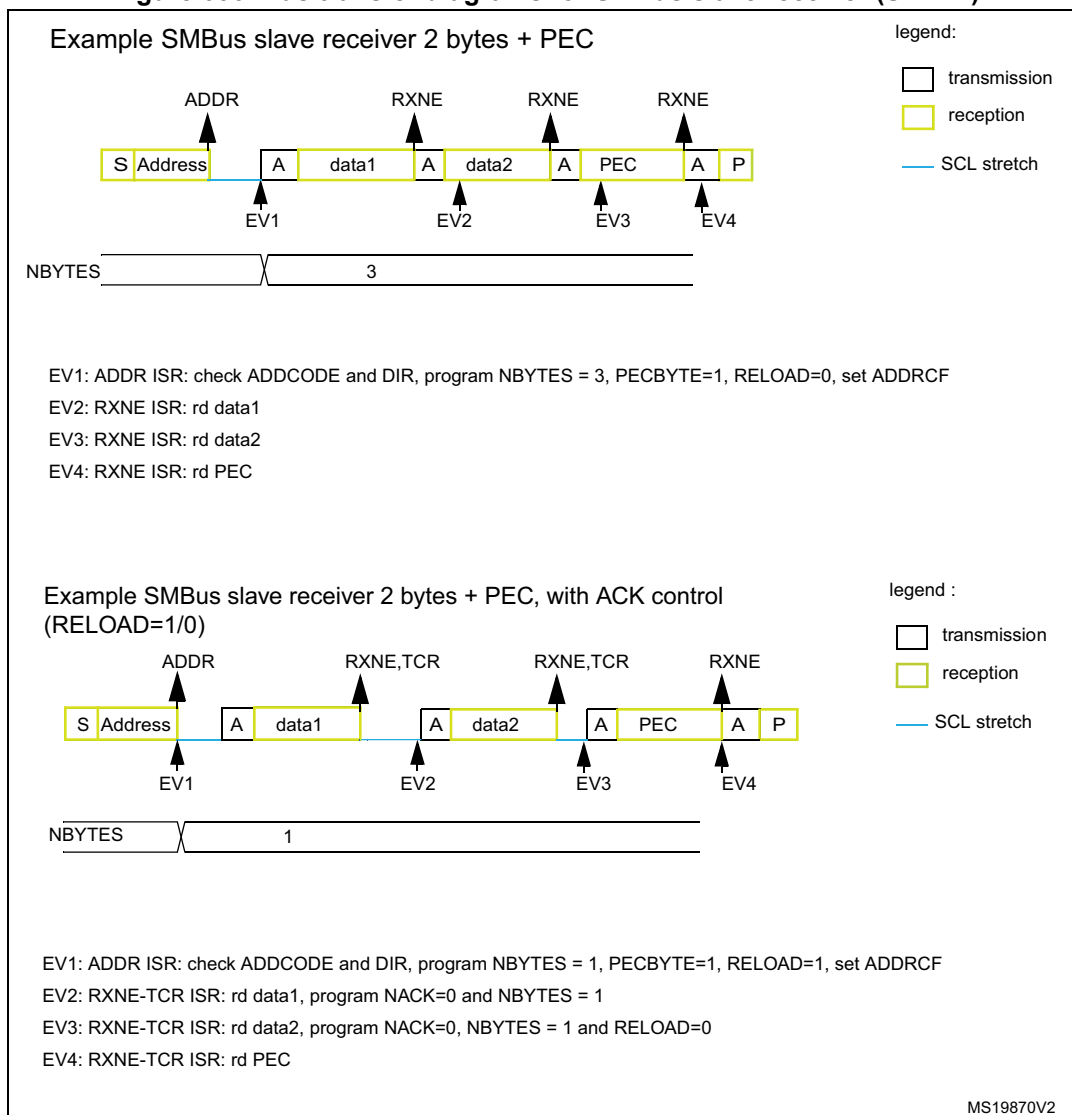 Example SMBus slave receiver 2 bytes + PEC
legend:
transmission
reception
SCL stretch
ADDR RXNE RXNE RXNE
S Address A data1 A data2 A PEC A P
EV1 EV2 EV3 EV4
NBYTES 3
EV1: ADDR ISR: check ADDCODE and DIR, program NBYTES = 3, PECBYTE=1, RELOAD=0, set ADDRCF
EV2: RXNE ISR: rd data1
EV3: RXNE ISR: rd data2
EV4: RXNE ISR: rd PEC
Example SMBus slave receiver 2 bytes + PEC, with ACK control
(RELOAD=1/0)
legend :
transmission
reception
SCL stretch
ADDR RXNE,TCR RXNE,TCR RXNE
S Address A data1 A data2 A PEC A P
EV1 EV2 EV3 EV4
NBYTES 1
EV1: ADDR ISR: check ADDCODE and DIR, program NBYTES = 1, PECBYTE=1, RELOAD=1, set ADDRCF
EV2: RXNE-TCR ISR: rd data1, program NACK=0 and NBYTES = 1
EV3: RXNE-TCR ISR: rd data2, program NACK=0, NBYTES = 1 and RELOAD=0
EV4: RXNE-TCR ISR: rd PEC
MS19870V2